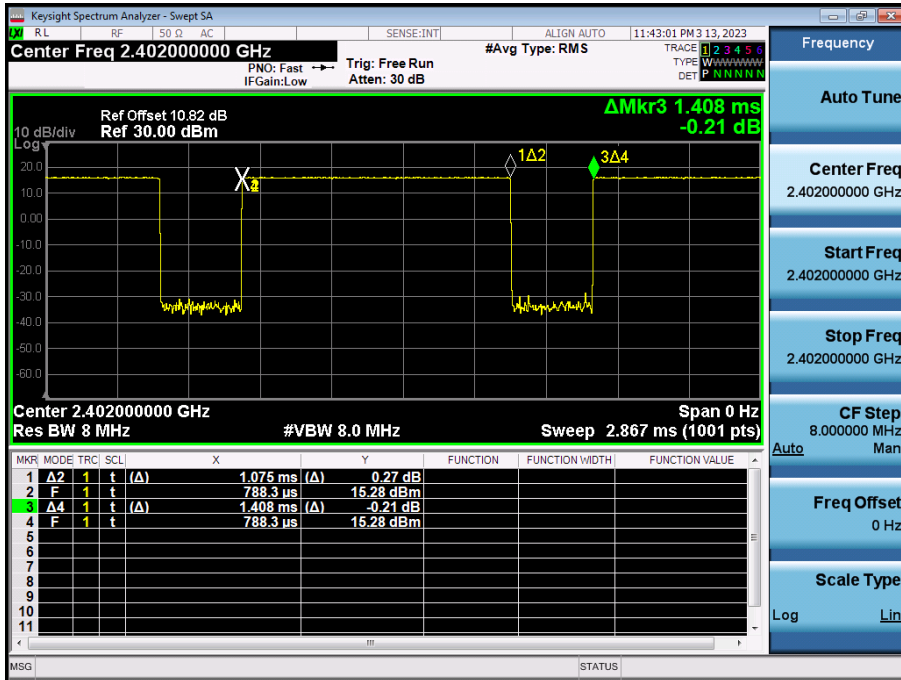 Keysight Spectrum Analyzer - Swept SA
LXI RL RF 50 Ω AC SENSE:INT ALIGN AUTO 11:43:01 PM 3 13, 2023
Center Freq 2.402000000 GHz #Avg Type: RMS TRACE 1 2 3 4 5 6
PNO: Fast Trig: Free Run TYPE WWWWWW
IFGain:Low Atten: 30 dB DET P N N N N N
Frequency
Auto Tune
Center Freq
2.402000000 GHz
Start Freq
2.402000000 GHz
Stop Freq
2.402000000 GHz
CF Step
8.000000 MHz
Auto Man
Freq Offset
0 Hz
Scale Type
Log Lin
ΔMkr3 1.408 ms
-0.21 dB
Ref Offset 10.82 dB
10 dB/div Ref 30.00 dBm
Log
1Δ2 3Δ4
20.0
10.0
0.00
-10.0
-20.0
-30.0
-40.0
-50.0
-60.0
Center 2.402000000 GHz Span 0 Hz
Res BW 8 MHz #VBW 8.0 MHz Sweep 2.867 ms (1001 pts)
MKR MODE TRC SCL X Y FUNCTION FUNCTION WIDTH FUNCTION VALUE
1 Δ2 1 t (Δ) 1.075 ms (Δ) 0.27 dB
2 F 1 t 788.3 µs 15.28 dBm
3 Δ4 1 t (Δ) 1.408 ms (Δ) -0.21 dB
4 F 1 t 788.3 µs 15.28 dBm
5
6
7
8
9
10
11
MSG STATUS